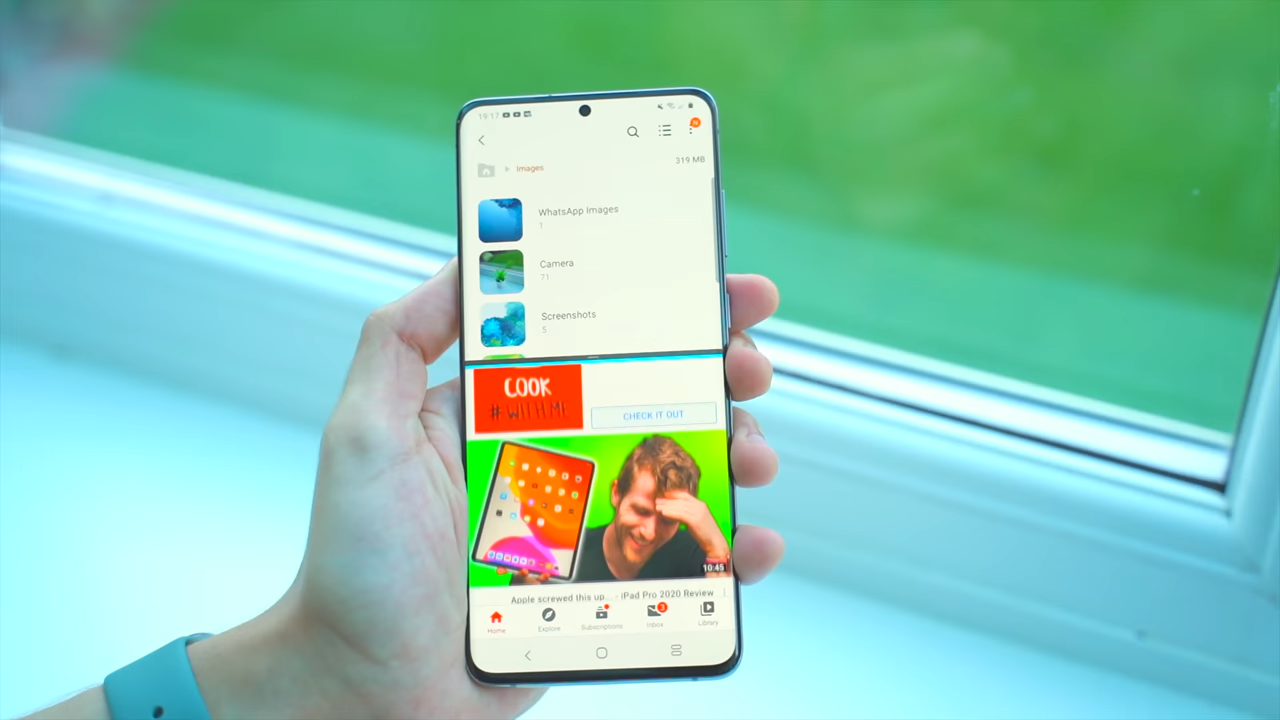 19:17
N
319 MB
Images
WhatsApp Images
1
Camera
71
Screenshots
5
COOK
# WITH ME
CHECK IT OUT
10:45
Apple screwed this up... - iPad Pro 2020 Review
3
Home
Explore
Subscriptions
Inbox
Library